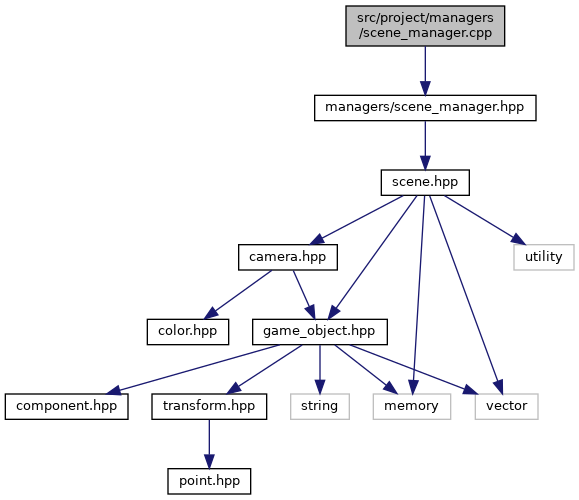 src/project/managers
/scene_manager.cpp
managers/scene_manager.hpp
scene.hpp
camera.hpp
utility
color.hpp
game_object.hpp
component.hpp
transform.hpp
string
memory
vector
point.hpp